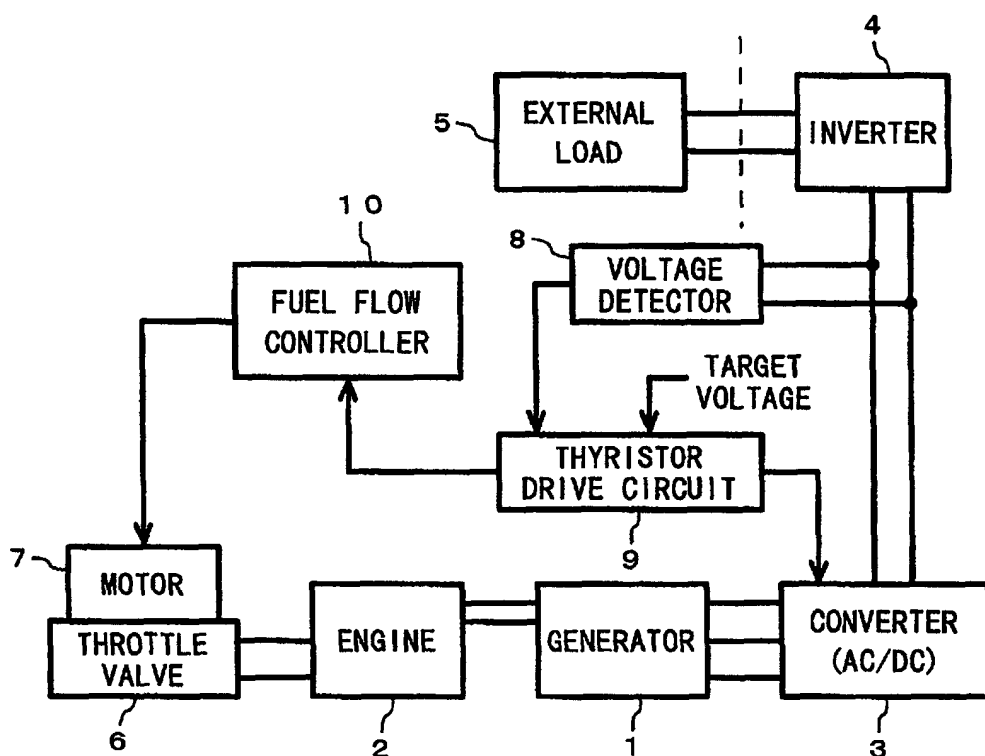 4
EXTERNAL
LOAD
5
INVERTER
10
8
VOLTAGE
DETECTOR
FUEL FLOW
CONTROLLER
TARGET
VOLTAGE
THYRISTOR
DRIVE CIRCUIT
9
7
MOTOR
THROTTLE
VALVE
ENGINE
GENERATOR
CONVERTER
(AC/DC)
6
2
1
3